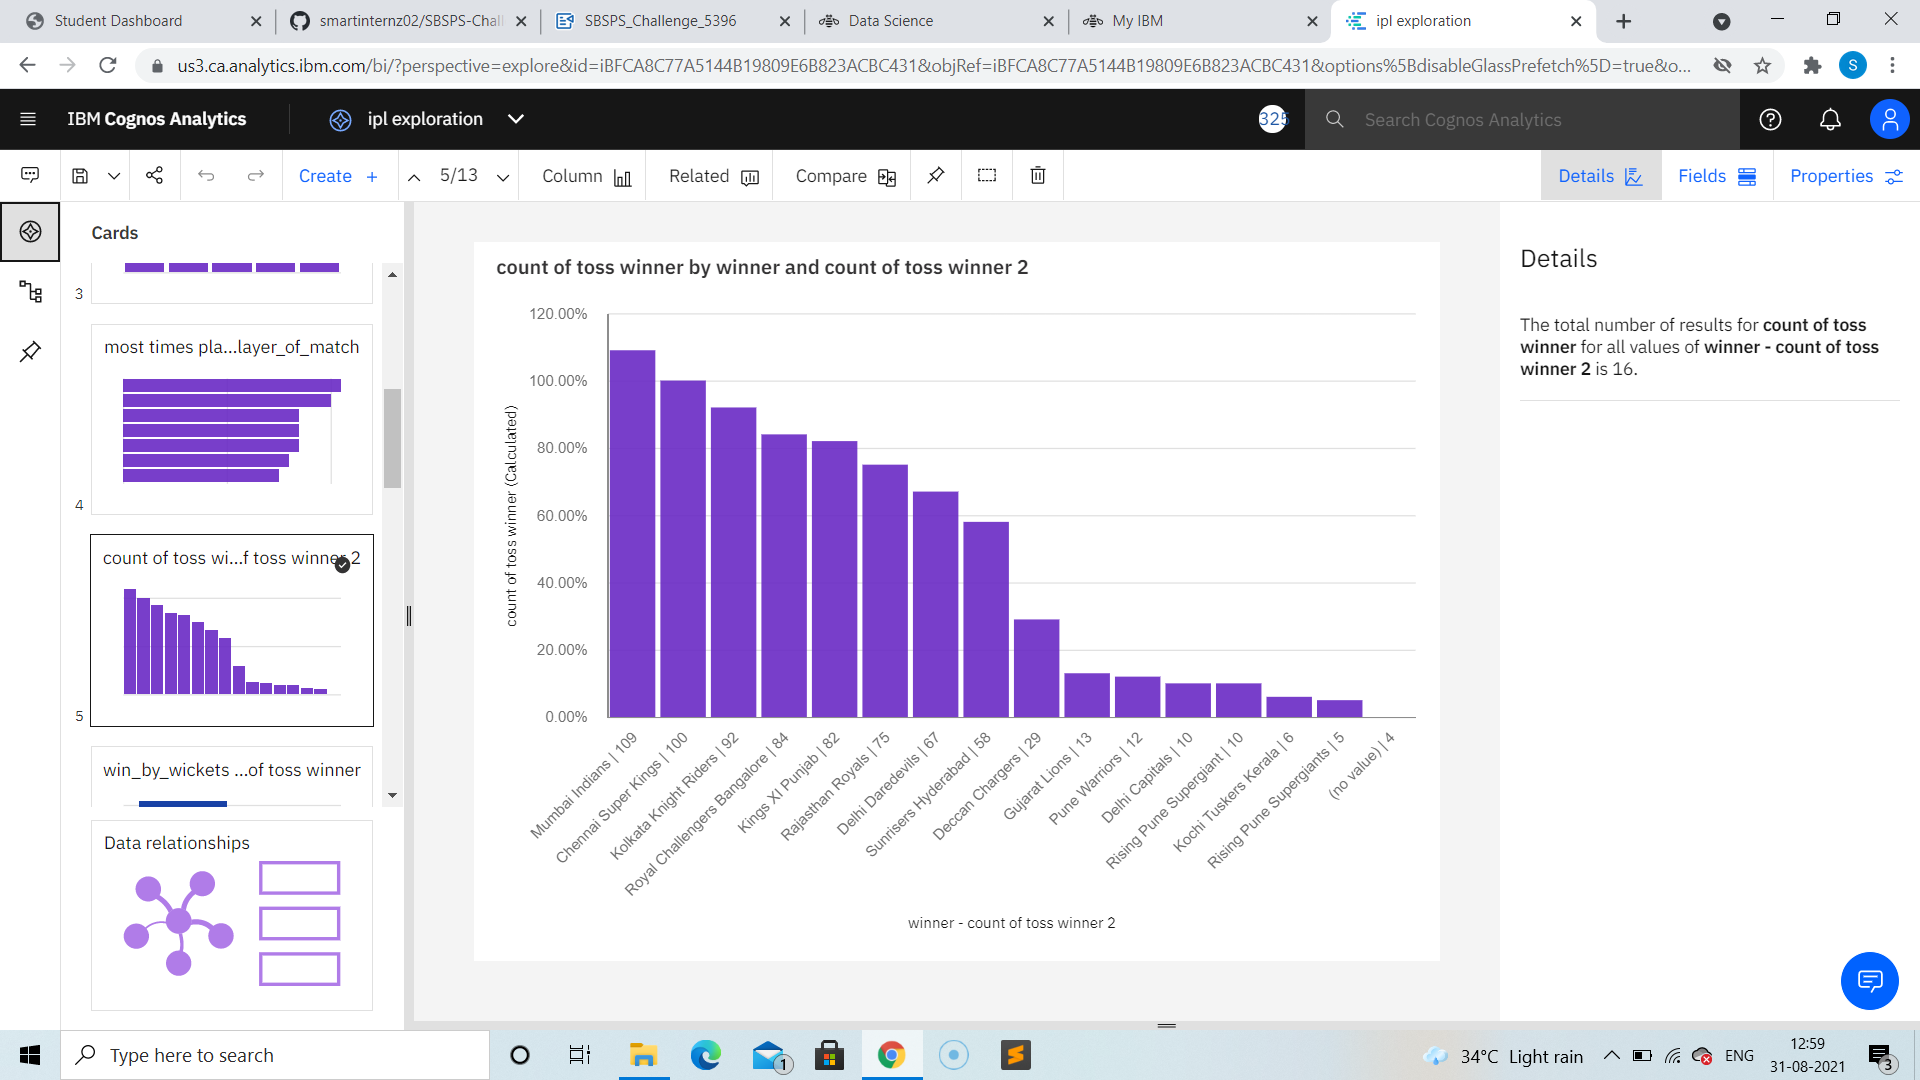 Student Dashboard
smartinternz02/SBSPS-Chall
SBSPS_Challenge_5396
Data Science
My IBM
ipl exploration
us3.ca.analytics.ibm.com/bi/?perspective=explore&id=iBFCA8C77A5144B19809E6B823ACBC431&objRef=iBFCA8C77A5144B19809E6B823ACBC431&options%5BdisableGlassPrefetch%5D=true&o...
S
IBM Cognos Analytics
ipl exploration
325
Search Cognos Analytics
Create +
5/13
Column
Related
Compare
Details
Fields
Properties
Cards
3
most times pla...layer_of_match
4
count of toss wi...f toss winner 2
5
win_by_wickets ...of toss winner
Data relationships
count of toss winner by winner and count of toss winner 2
120.00%
100.00%
80.00%
60.00%
40.00%
20.00%
0.00%
count of toss winner (Calculated)
Mumbai Indians | 109
Chennai Super Kings | 100
Kolkata Knight Riders | 92
Royal Challengers Bangalore | 84
Kings XI Punjab | 82
Rajasthan Royals | 75
Delhi Daredevils | 67
Sunrisers Hyderabad | 58
Deccan Chargers | 29
Gujarat Lions | 13
Pune Warriors | 12
Delhi Capitals | 10
Rising Pune Supergiant | 10
Kochi Tuskers Kerala | 6
Rising Pune Supergiants | 5
(no value) | 4
winner - count of toss winner 2
Details
The total number of results for count of toss
winner for all values of winner - count of toss
winner 2 is 16.
Type here to search
1
34°C Light rain
ENG
12:59
31-08-2021
3